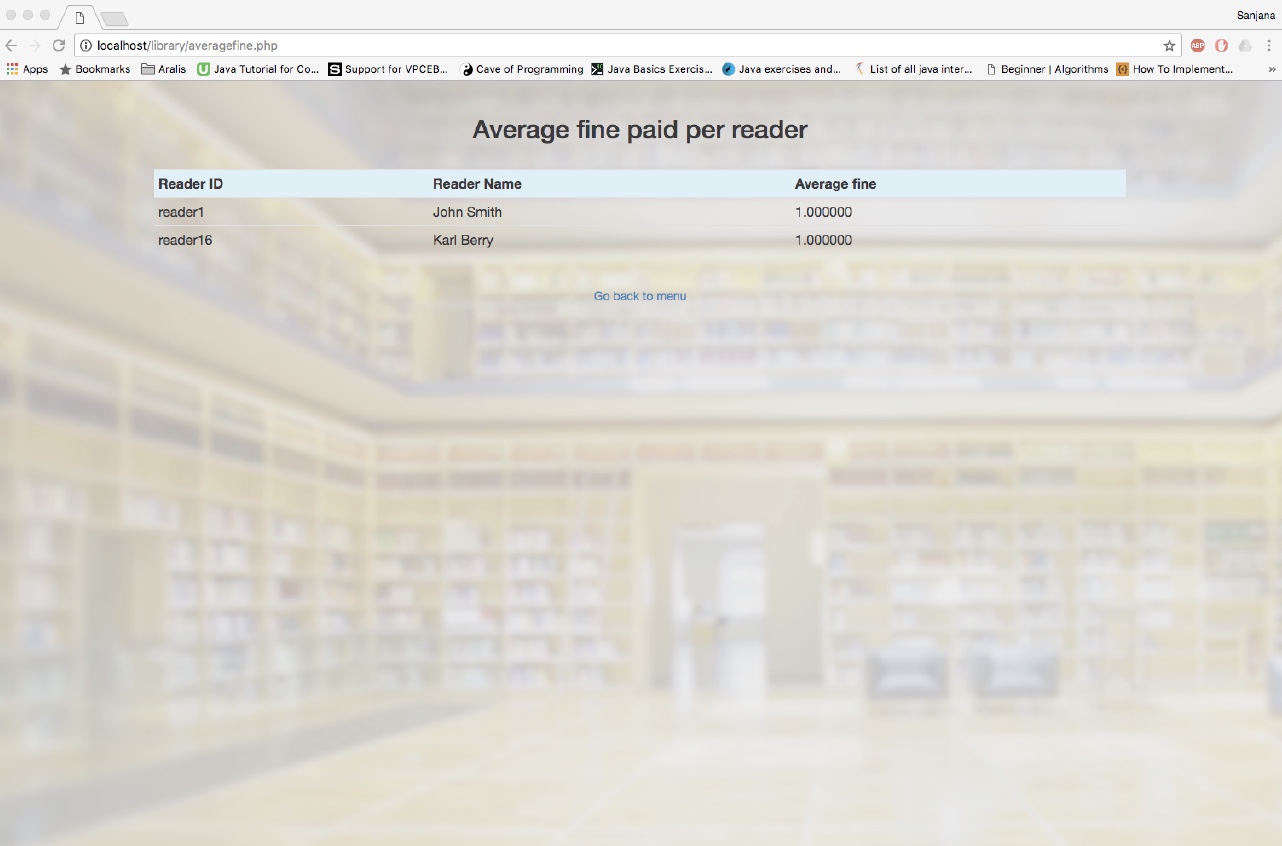 Sanjana
localhost/library/averagefine.php
ABP
Apps Bookmarks Aralis Java Tutorial for Co... Support for VPCEB... Cave of Programming Java Basics Exercis... Java exercises and... List of all java inter... Beginner | Algorithms How To Implement... »
Average fine paid per reader
Reader ID Reader Name Average fine
reader1 John Smith 1.000000
reader16 Karl Berry 1.000000
Go back to menu